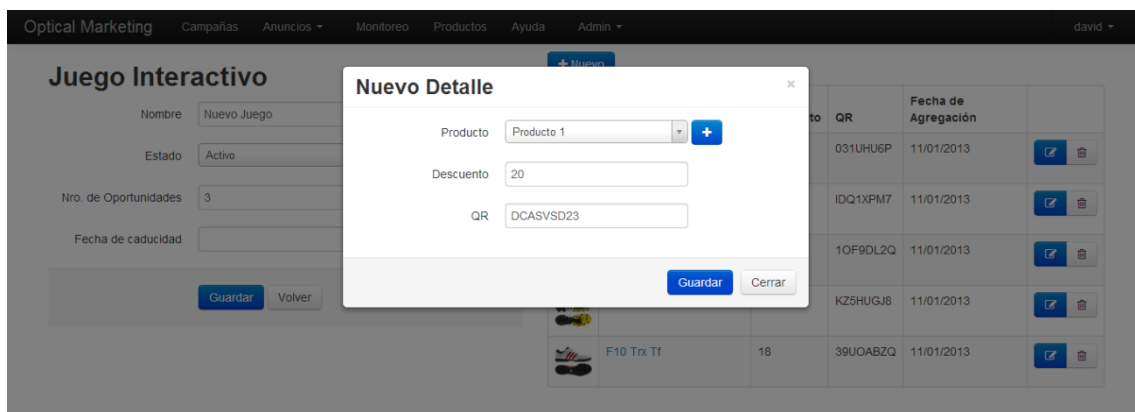 Optical Marketing Campañas Anuncios Monitoreo Productos Ayuda Admin david
Juego Interactivo
Nombre Nuevo Juego
Estado Activo
Nro. de Oportunidades 3
Fecha de caducidad
Guardar Volver
+ Nuevo
Nuevo Detalle ×
Producto Producto 1 +
Descuento 20
QR DCASVSD23
Guardar Cerrar
to QR Fecha de
Agregación
031UHU6P 11/01/2013
IDQ1XPM7 11/01/2013
1OF9DL2Q 11/01/2013
KZ5HUGJ8 11/01/2013
F10 Trx Tf 18 39UOABZQ 11/01/2013